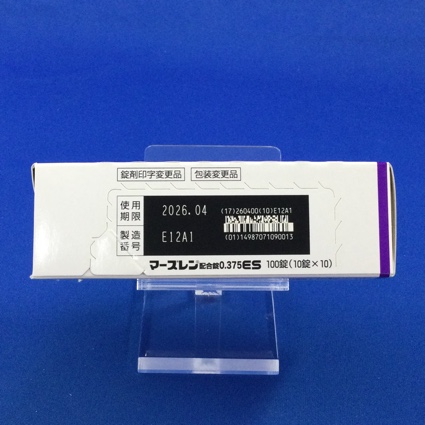 錠剤印字変更品 包装変更品
使用期限 2026.04
(17)260400(10)E12A1
製造番号 E12A1
(01)14987071090013
マーズレン配合錠0.375ES 100錠(10錠×10)